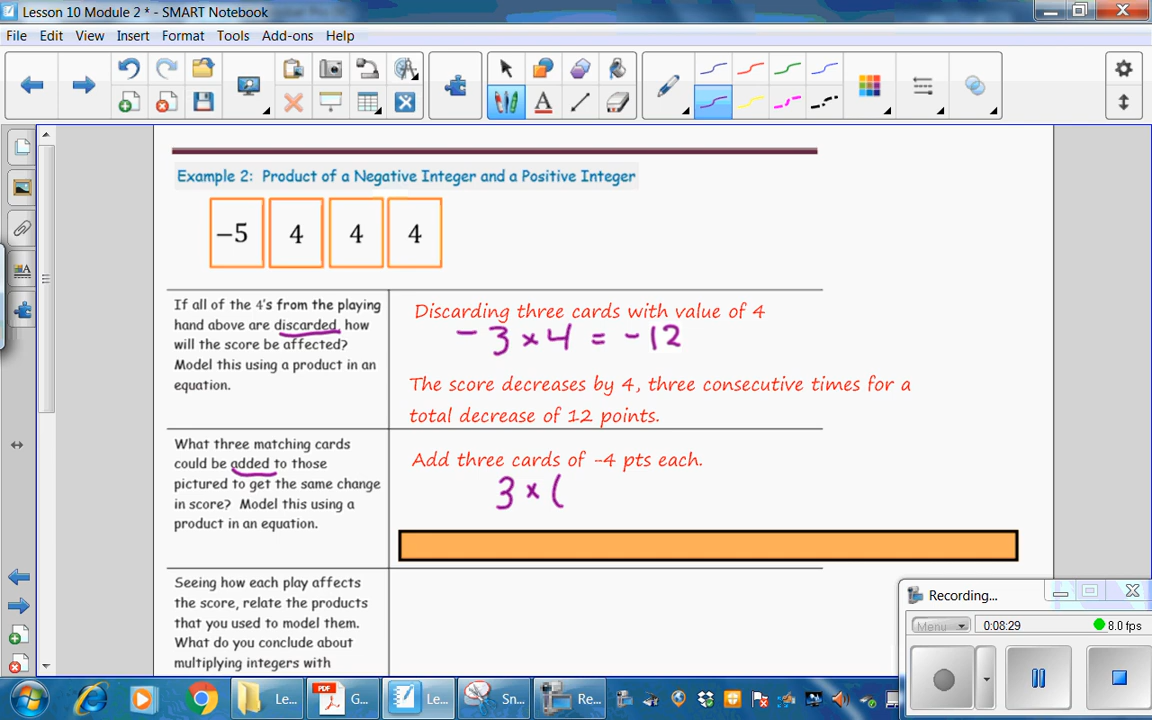 Lesson 10 Module 2 * - SMART Notebook
File Edit View Insert Format Tools Add-ons Help
Example 2: Product of a Negative Integer and a Positive Integer
−5 4 4 4
If all of the 4's from the playing
hand above are discarded, how
will the score be affected?
Model this using a product in an
equation.
Discarding three cards with value of 4
- 3 × 4 = -12
The score decreases by 4, three consecutive times for a
total decrease of 12 points.
What three matching cards
could be added to those
pictured to get the same change
in score? Model this using a
product in an equation.
Add three cards of -4 pts each.
3 × (
Seeing how each play affects
the score, relate the products
that you used to model them.
What do you conclude about
multiplying integers with
Recording...
Menu 0:08:29 8.0 fps
Le... PDF G... Le... Sn... Re...